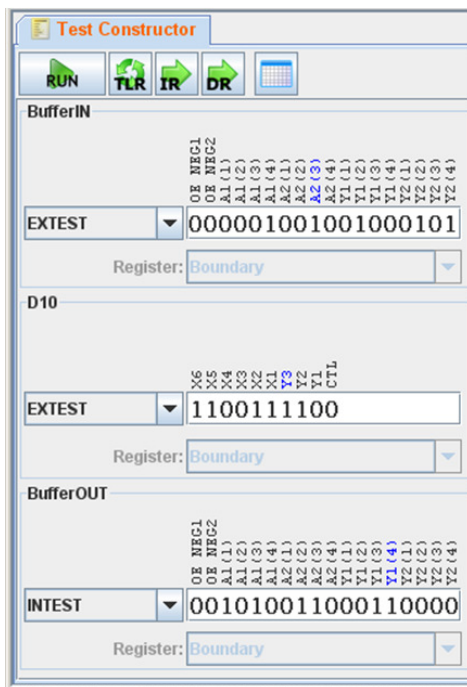 Test Constructor
RUN TLR IR DR
BufferIN
OE NEG1
OE NEG2
A1(1)
A1(2)
A1(3)
A1(4)
A2(1)
A2(2)
A2(3)
A2(4)
Y1(1)
Y1(2)
Y1(3)
Y1(4)
Y2(1)
Y2(2)
Y2(3)
Y2(4)
EXTEST 000001001001000101
Register: Boundary
D10
X6
X5
X4
X3
X2
X1
Y3
Y2
Y1
CTL
EXTEST 1100111100
Register: Boundary
BufferOUT
OE NEG1
OE NEG2
A1(1)
A1(2)
A1(3)
A1(4)
A2(1)
A2(2)
A2(3)
A2(4)
Y1(1)
Y1(2)
Y1(3)
Y1(4)
Y2(1)
Y2(2)
Y2(3)
Y2(4)
INTEST 001010011000110000
Register: Boundary